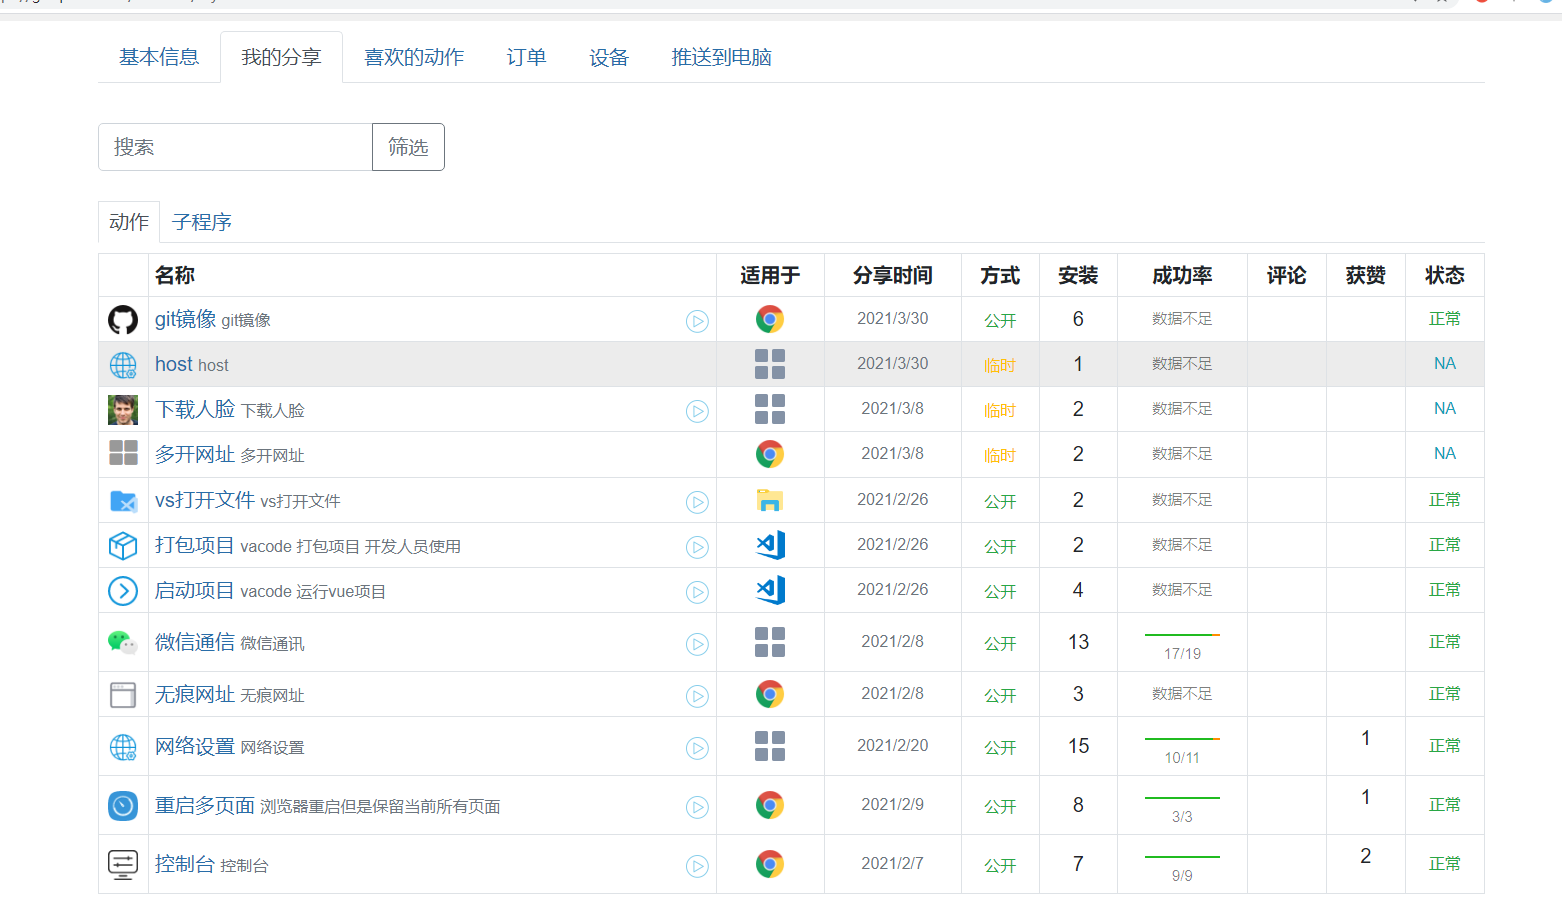 基本信息 我的分享 喜欢的动作 订单 设备 推送到电脑
搜索 筛选
动作 子程序
名称 适用于 分享时间 方式 安装 成功率 评论 获赞 状态
git镜像 git镜像 2021/3/30 公开 6 数据不足 正常
host host 2021/3/30 临时 1 数据不足 NA
下载人脸 下载人脸 2021/3/8 临时 2 数据不足 NA
多开网址 多开网址 2021/3/8 临时 2 数据不足 NA
vs打开文件 vs打开文件 2021/2/26 公开 2 数据不足 正常
打包项目 vacode 打包项目 开发人员使用 2021/2/26 公开 2 数据不足 正常
启动项目 vacode 运行vue项目 2021/2/26 公开 4 数据不足 正常
微信通信 微信通讯 2021/2/8 公开 13 17/19 正常
无痕网址 无痕网址 2021/2/8 公开 3 数据不足 正常
网络设置 网络设置 2021/2/20 公开 15 10/11 1 正常
重启多页面 浏览器重启但是保留当前所有页面 2021/2/9 公开 8 3/3 1 正常
控制台 控制台 2021/2/7 公开 7 9/9 2 正常